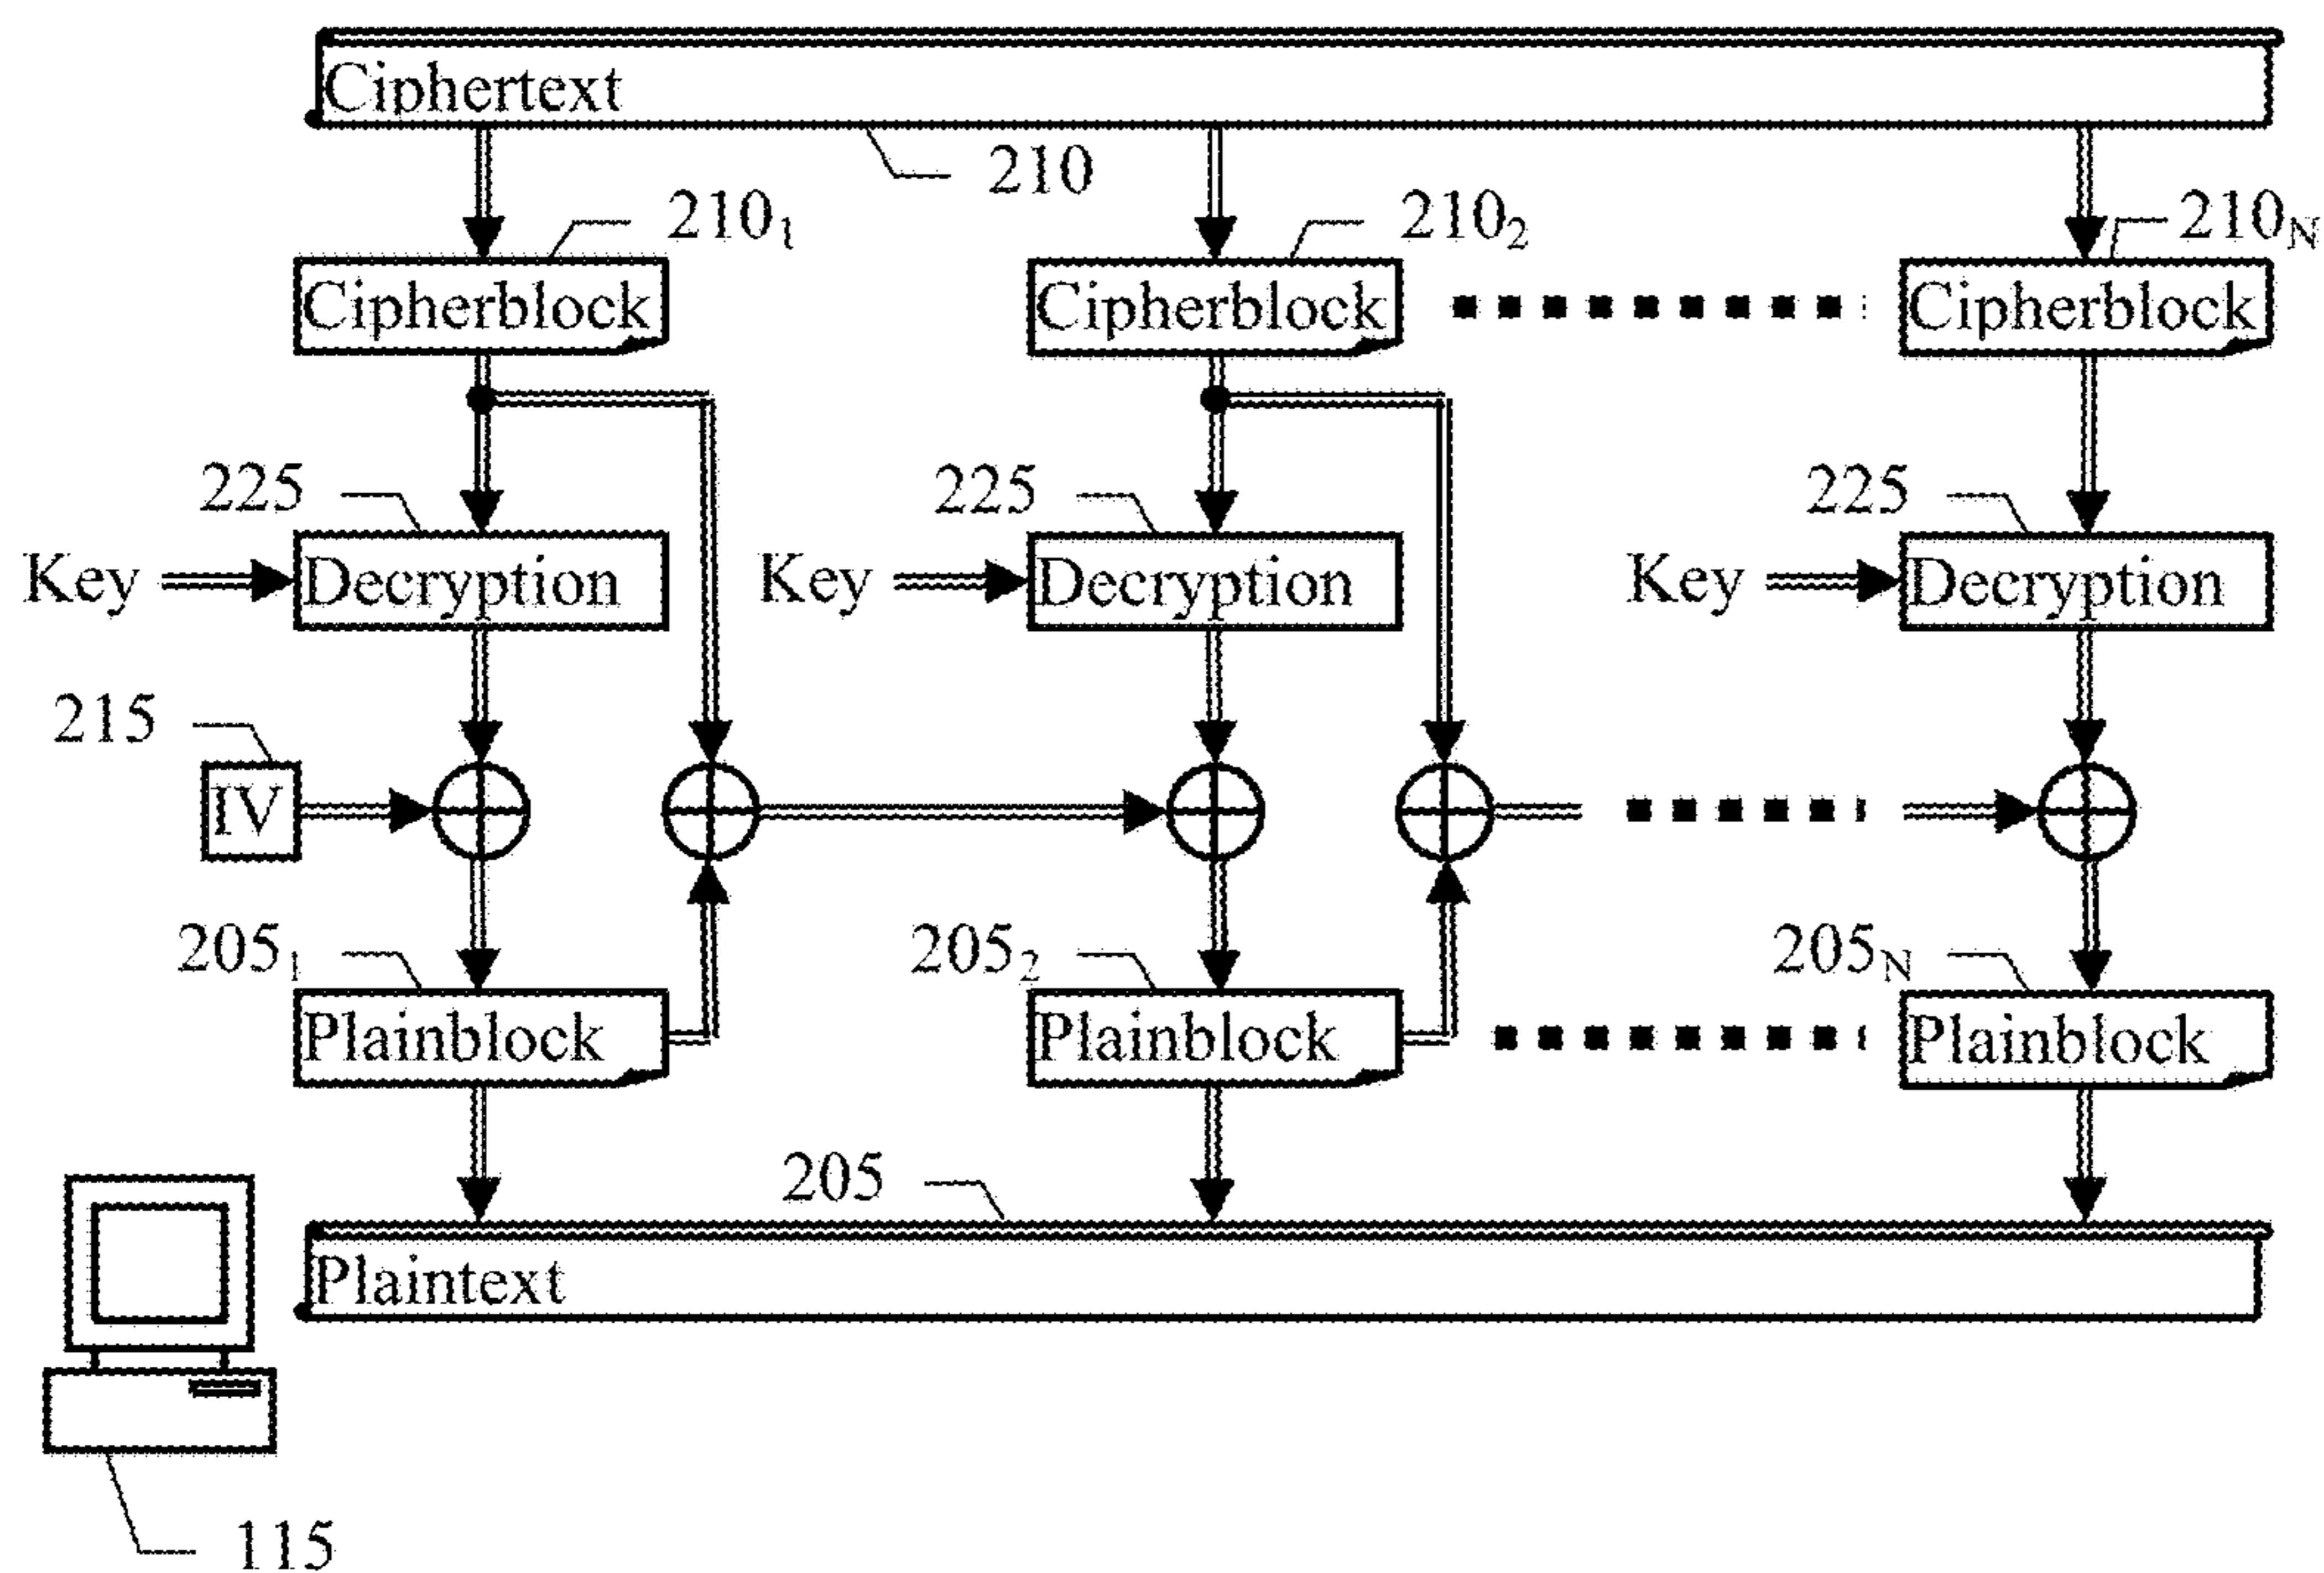 Ciphertext
210
210₁ 210₂ 210N
Cipherblock Cipherblock Cipherblock
225 225 225
Key Decryption Key Decryption Key Decryption
215
IV
205₁ 205₂ 205N
Plainblock Plainblock Plainblock
205
Plaintext
115